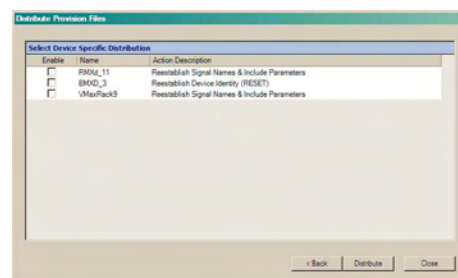 Distribute Provision Files
Select Device Specific Distribution
Enable Name Action Description
RMXd_11 Reestablish Signal Names & Include Parameters
BMXD_3 Reestablish Device Identity (RESET)
VMaxRack9 Reestablish Signal Names & Include Parameters
< Back Distribute Close